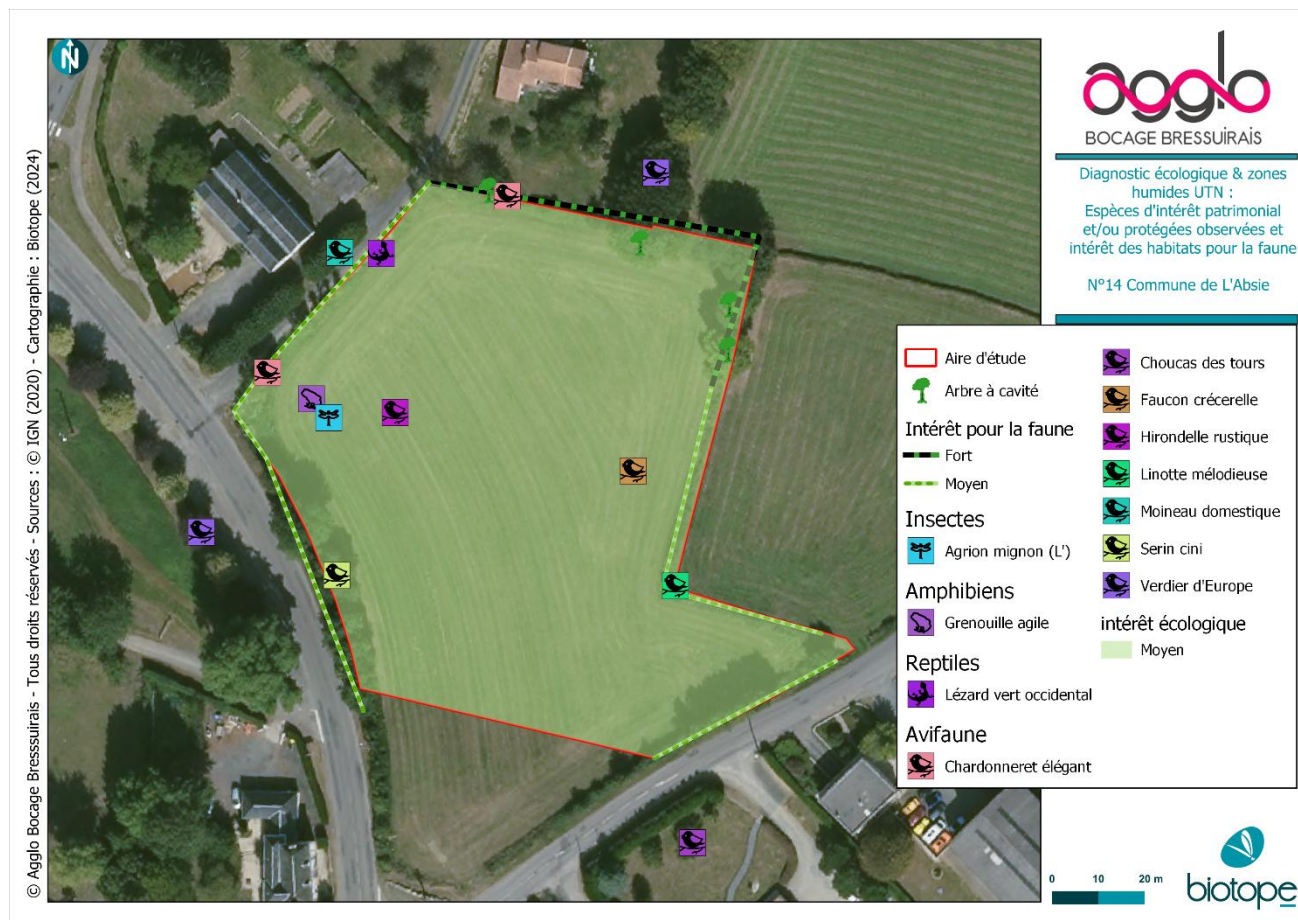 N
© Agglo Bocage Bresssuirais - Tous droits réservés - Sources : © IGN (2020) - Cartographie : Biotope (2024)
agglo
BOCAGE BRESSUIRAIS
Diagnostic écologique & zones
humides UTN :
Espèces d'intérêt patrimonial
et/ou protégées observées et
intérêt des habitats pour la faune
N°14 Commune de L'Absie
Aire d'étude
Arbre à cavité
Intérêt pour la faune
Fort
Moyen
Insectes
Agrion mignon (L')
Amphibiens
Grenouille agile
Reptiles
Lézard vert occidental
Avifaune
Chardonneret élégant
Choucas des tours
Faucon crécerelle
Hirondelle rustique
Linotte mélodieuse
Moineau domestique
Serin cini
Verdier d'Europe
intérêt écologique
Moyen
0 10 20 m
biotope